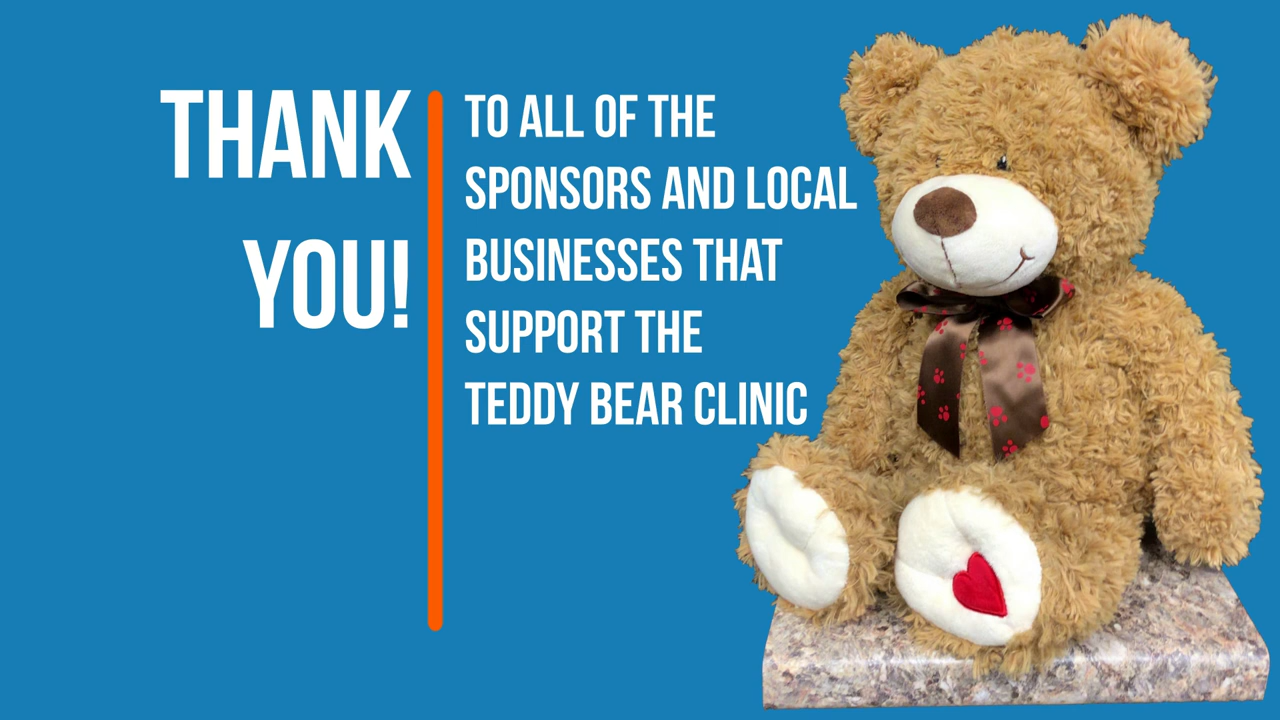 THANK
YOU!
TO ALL OF THE
SPONSORS AND LOCAL
BUSINESSES THAT
SUPPORT THE
TEDDY BEAR CLINIC